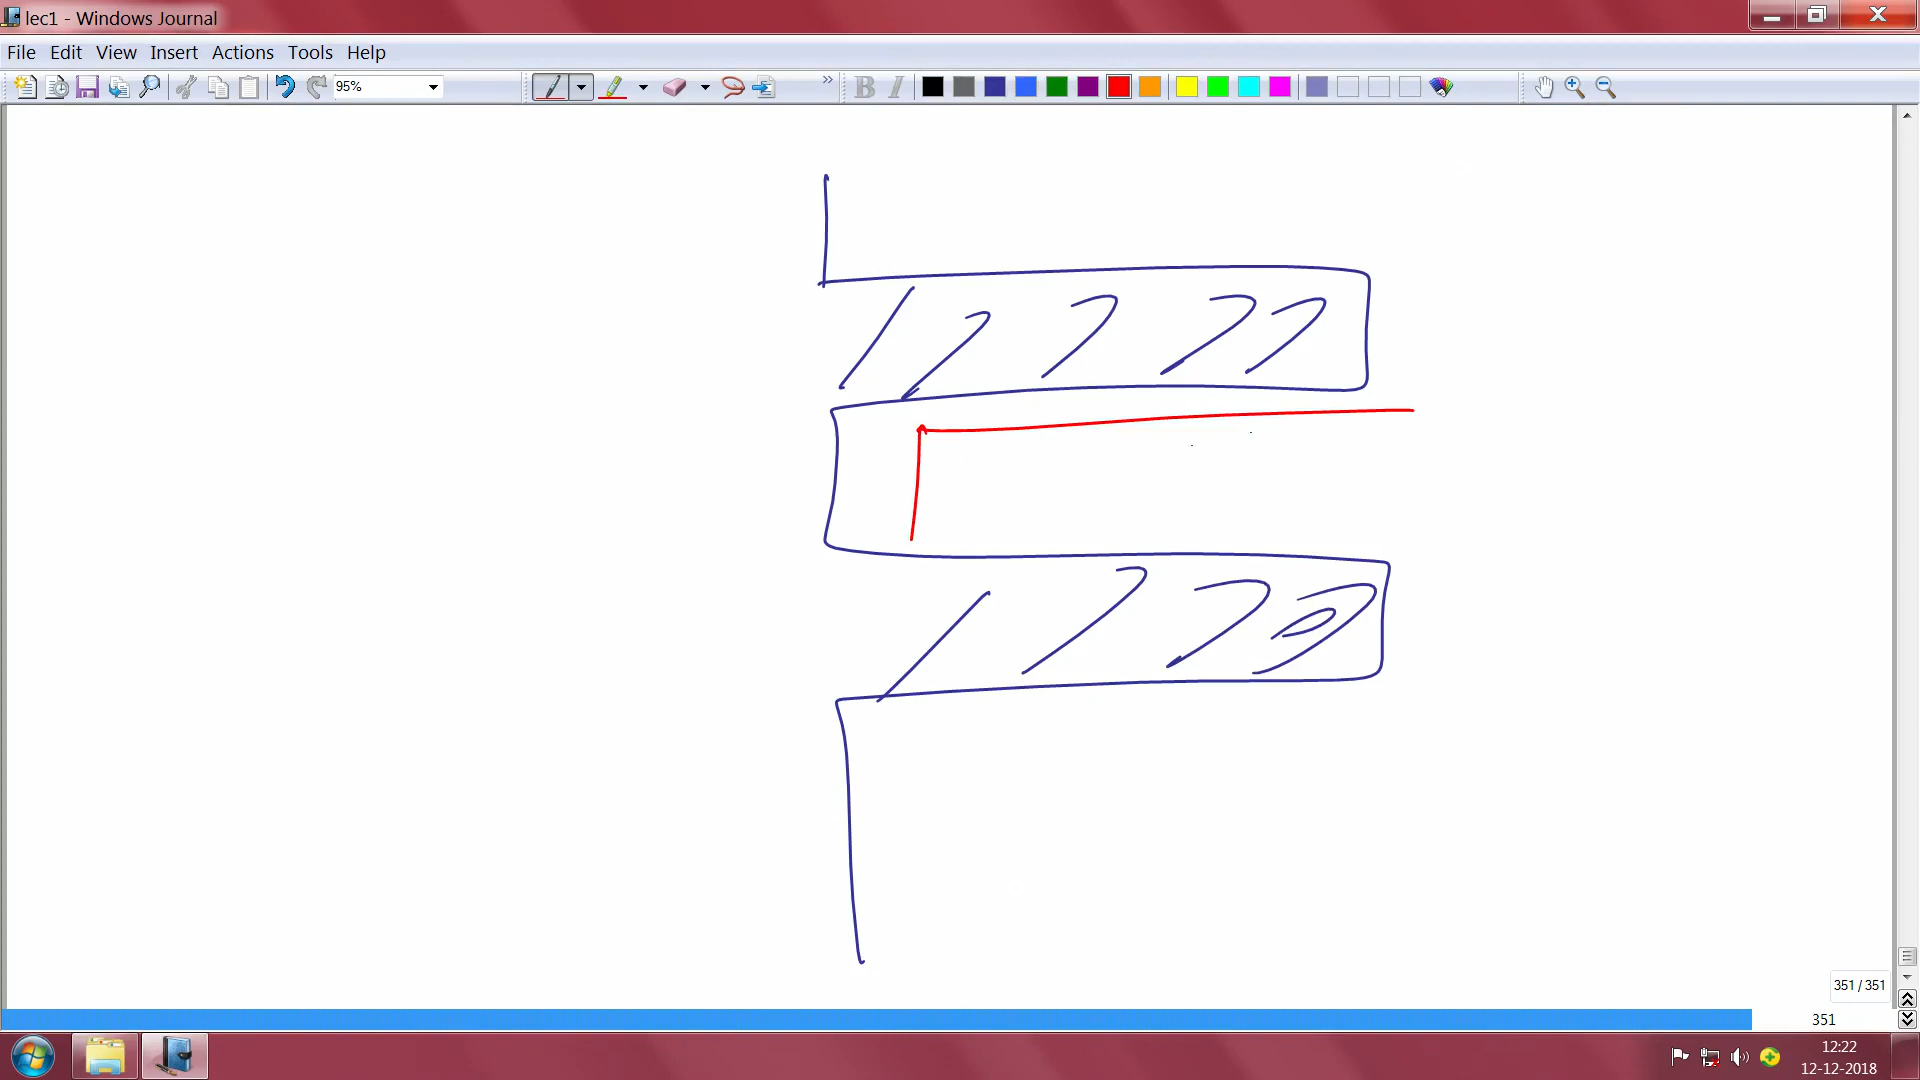 lec1 - Windows Journal
File Edit View Insert Actions Tools Help
95%
351 / 351
351
12:22
12-12-2018